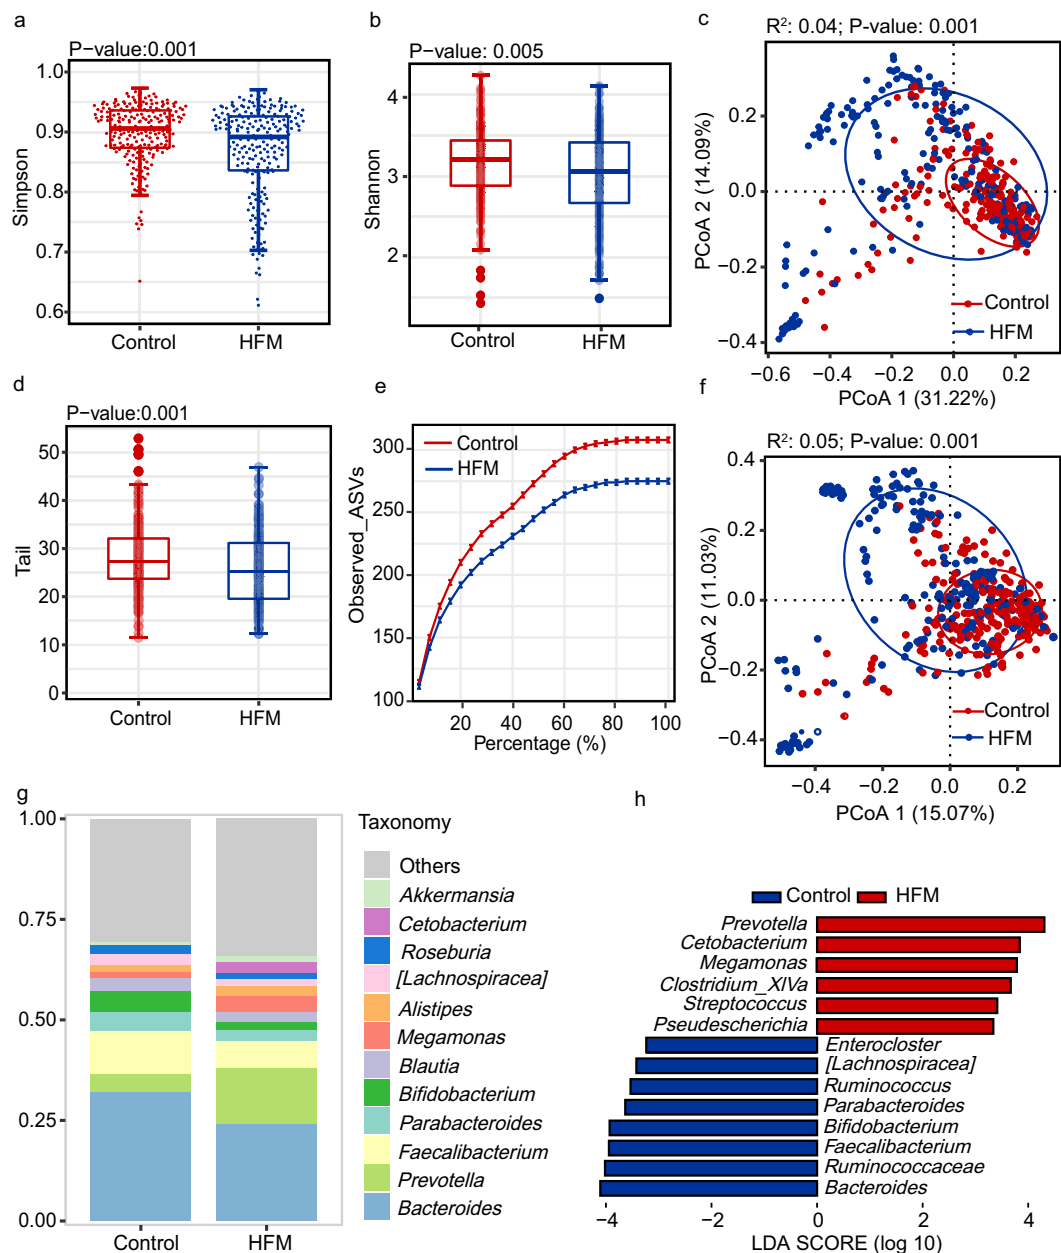 a
P-value:0.001
Simpson
1.0
0.9
0.8
0.7
0.6
Control HFM
b
P-value: 0.005
Shannon
4
3
2
Control HFM
c
R²: 0.04; P-value: 0.001
PCoA 2 (14.09%)
0.2
0.0
−0.2
−0.4
Control
HFM
−0.6 −0.4 −0.2 0.0 0.2
PCoA 1 (31.22%)
d
P-value:0.001
Tail
50
40
30
20
10
0
Control HFM
e
Observed_ASVs
300
250
200
150
100
Control
HFM
20 40 60 80 100
Percentage (%)
f
R²: 0.05; P-value: 0.001
PCoA 2 (11.03%)
0.4
0.2
0.0
−0.2
−0.4
Control
HFM
−0.4 −0.2 0.0 0.2
PCoA 1 (15.07%)
g
1.00
0.75
0.50
0.25
0.00
Control HFM
Taxonomy
Others
Akkermansia
Cetobacterium
Roseburia
[Lachnospiracea]
Alistipes
Megamonas
Blautia
Bifidobacterium
Parabacteroides
Faecalibacterium
Prevotella
Bacteroides
h
Control HFM
Prevotella
Cetobacterium
Megamonas
Clostridium_XlVa
Streptococcus
Pseudescherichia
Enterocloster
[Lachnospiracea]
Ruminococcus
Parabacteroides
Bifidobacterium
Faecalibacterium
Ruminococcaceae
Bacteroides
−4 −2 0 2 4
LDA SCORE (log 10)